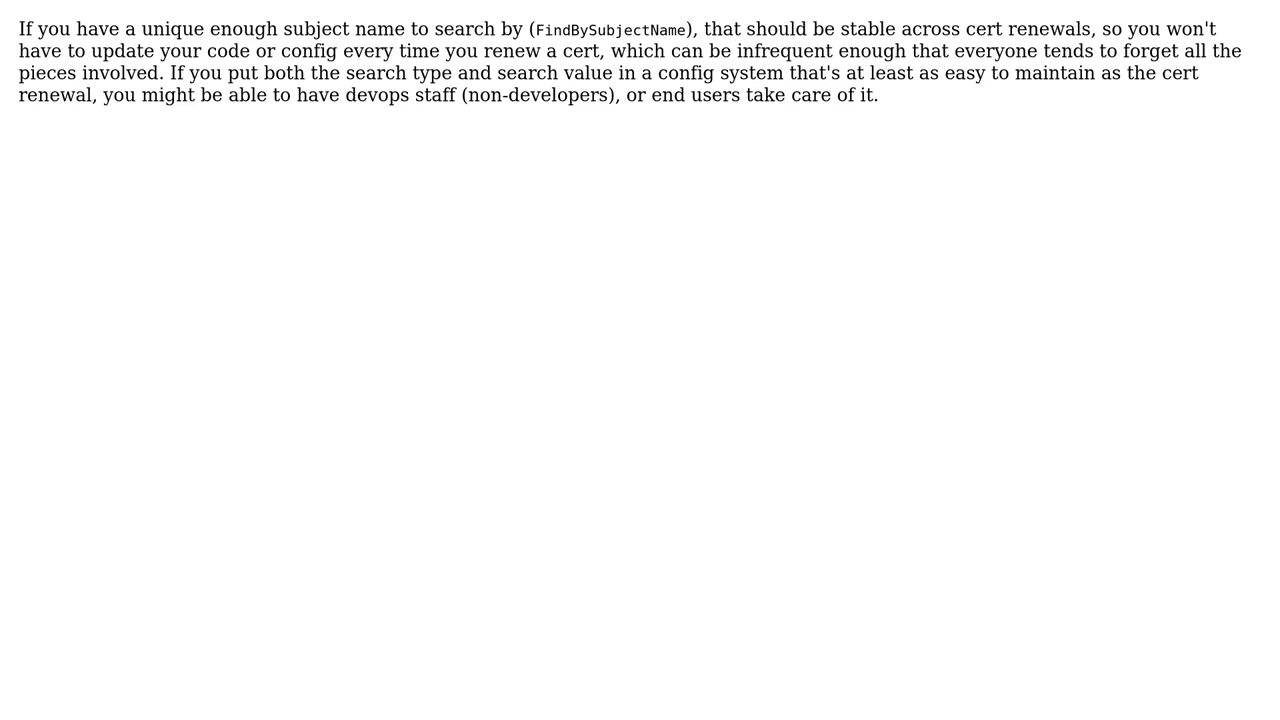 If you have a unique enough subject name to search by (FindBySubjectName), that should be stable across cert renewals, so you won't
have to update your code or config every time you renew a cert, which can be infrequent enough that everyone tends to forget all the
pieces involved. If you put both the search type and search value in a config system that's at least as easy to maintain as the cert
renewal, you might be able to have devops staff (non-developers), or end users take care of it.